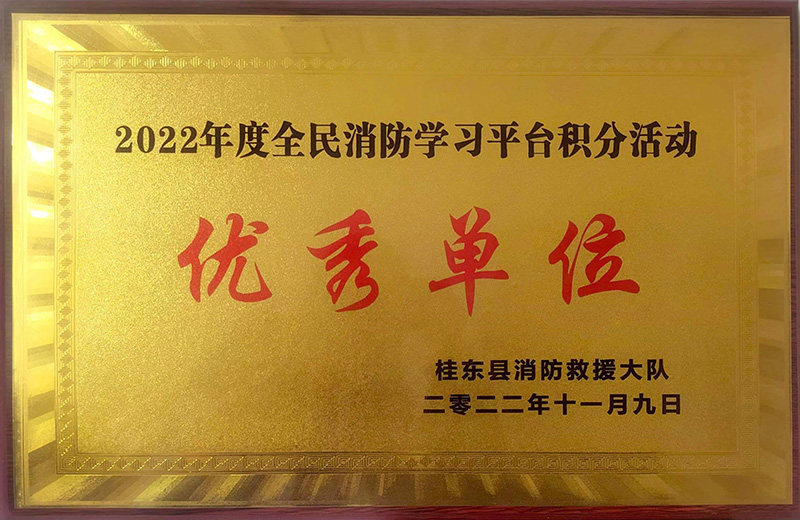 2022年度全民消防学习平台积分活动
优秀单位
桂东县消防救援大队
二零二二年十一月九日